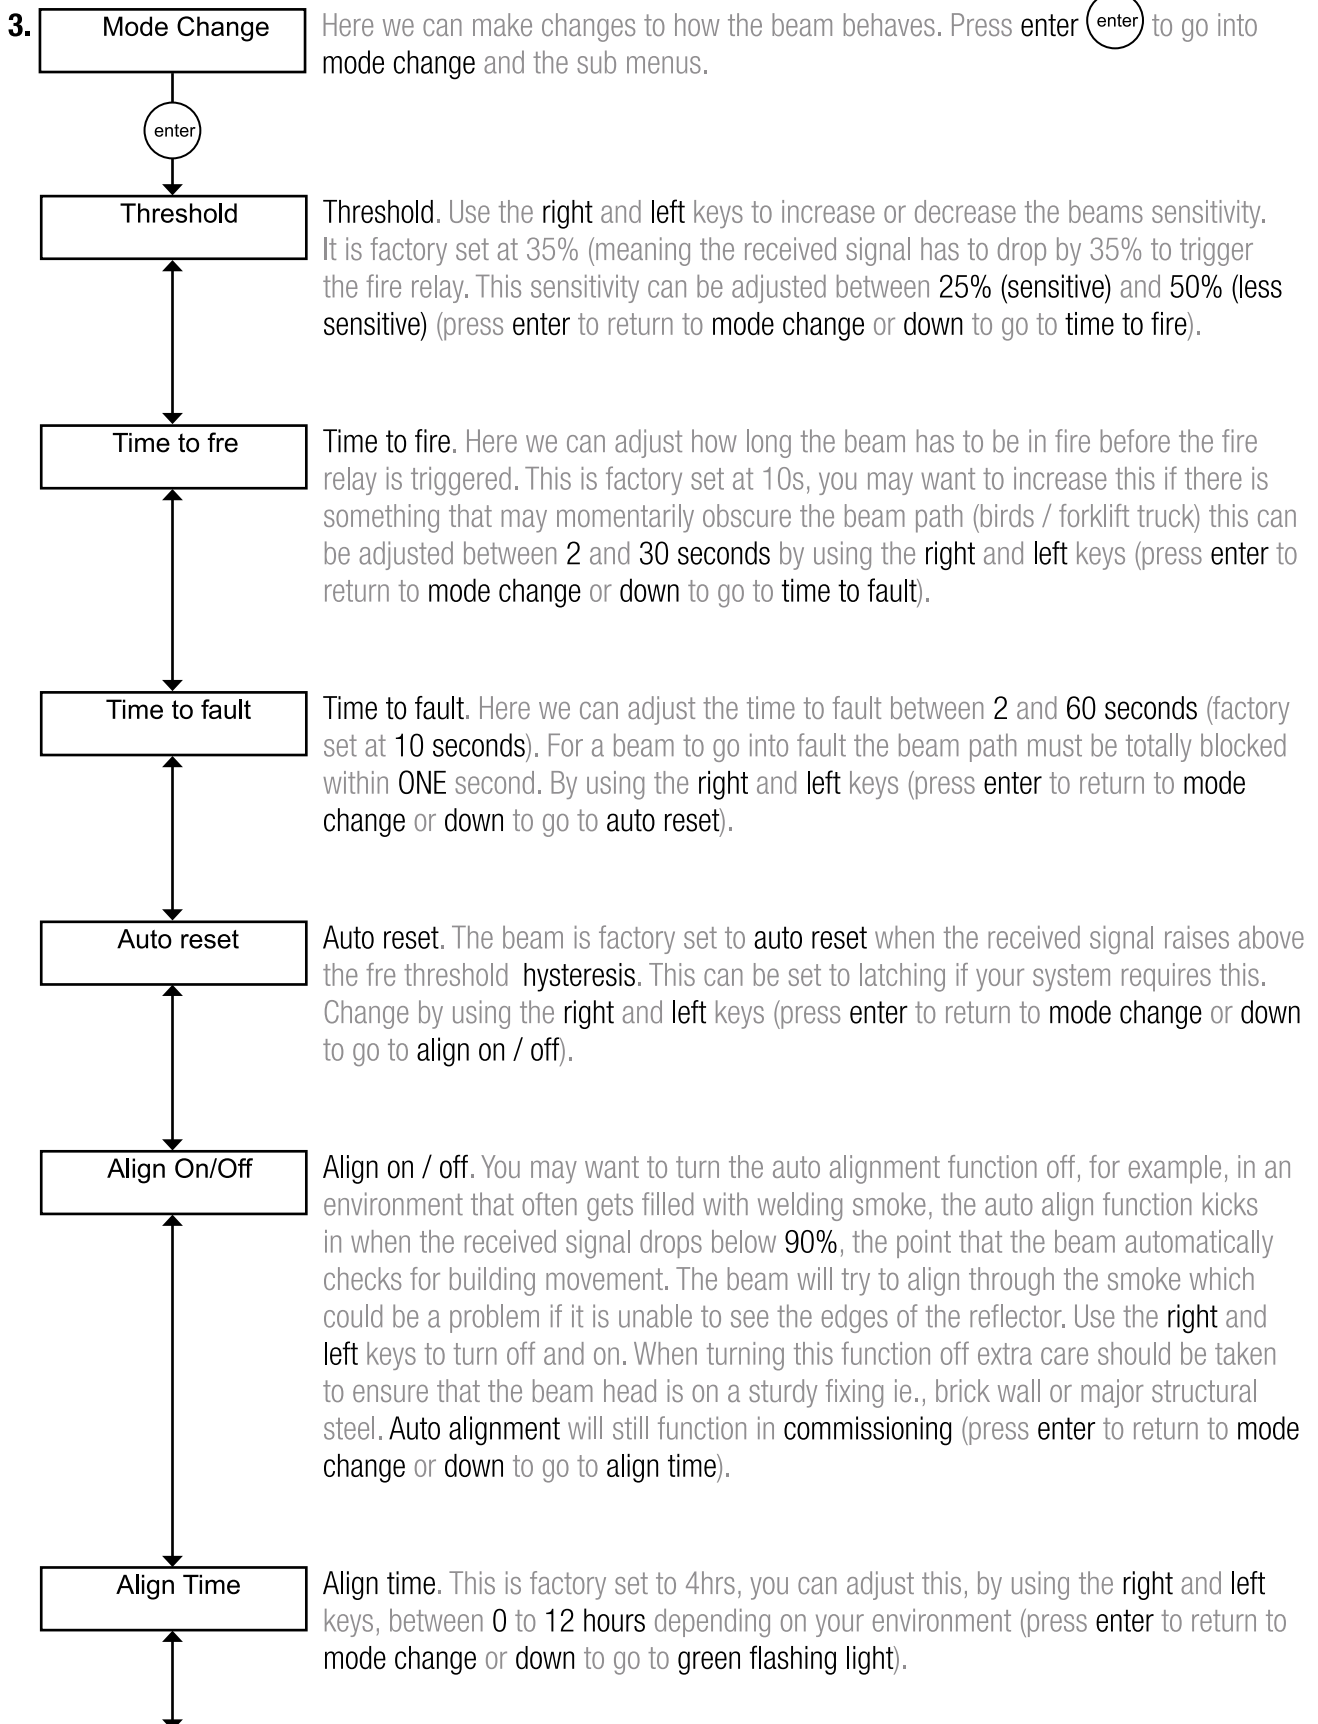 3. Mode Change
Here we can make changes to how the beam behaves. Press enter enter to go into
mode change and the sub menus.
enter
Threshold
Threshold. Use the right and left keys to increase or decrease the beams sensitivity.
It is factory set at 35% (meaning the received signal has to drop by 35% to trigger
the fire relay. This sensitivity can be adjusted between 25% (sensitive) and 50% (less
sensitive) (press enter to return to mode change or down to go to time to fire).
Time to fre
Time to fire. Here we can adjust how long the beam has to be in fire before the fire
relay is triggered. This is factory set at 10s, you may want to increase this if there is
something that may momentarily obscure the beam path (birds / forklift truck) this can
be adjusted between 2 and 30 seconds by using the right and left keys (press enter to
return to mode change or down to go to time to fault).
Time to fault
Time to fault. Here we can adjust the time to fault between 2 and 60 seconds (factory
set at 10 seconds). For a beam to go into fault the beam path must be totally blocked
within ONE second. By using the right and left keys (press enter to return to mode
change or down to go to auto reset).
Auto reset
Auto reset. The beam is factory set to auto reset when the received signal raises above
the fre threshold hysteresis. This can be set to latching if your system requires this.
Change by using the right and left keys (press enter to return to mode change or down
to go to align on / off).
Align On/Off
Align on / off. You may want to turn the auto alignment function off, for example, in an
environment that often gets filled with welding smoke, the auto align function kicks
in when the received signal drops below 90%, the point that the beam automatically
checks for building movement. The beam will try to align through the smoke which
could be a problem if it is unable to see the edges of the reflector. Use the right and
left keys to turn off and on. When turning this function off extra care should be taken
to ensure that the beam head is on a sturdy fixing ie., brick wall or major structural
steel. Auto alignment will still function in commissioning (press enter to return to mode
change or down to go to align time).
Align Time
Align time. This is factory set to 4hrs, you can adjust this, by using the right and left
keys, between 0 to 12 hours depending on your environment (press enter to return to
mode change or down to go to green flashing light).